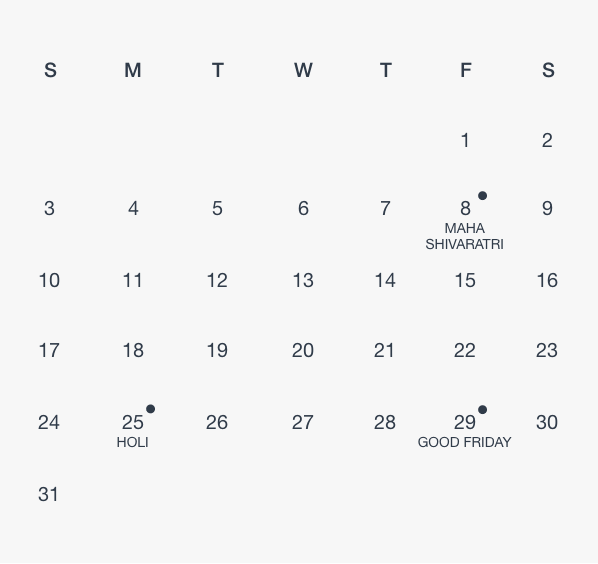 S M T W T F S
1 2
3 4 5 6 7 8 9
MAHA
SHIVARATRI
10 11 12 13 14 15 16
17 18 19 20 21 22 23
24 25 26 27 28 29 30
HOLI GOOD FRIDAY
31